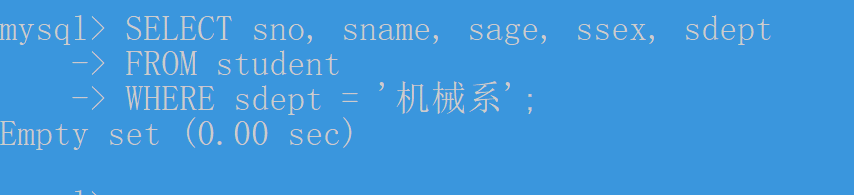 mysql> SELECT sno, sname, sage, ssex, sdept
-> FROM student
-> WHERE sdept = '机械系';
Empty set (0.00 sec)